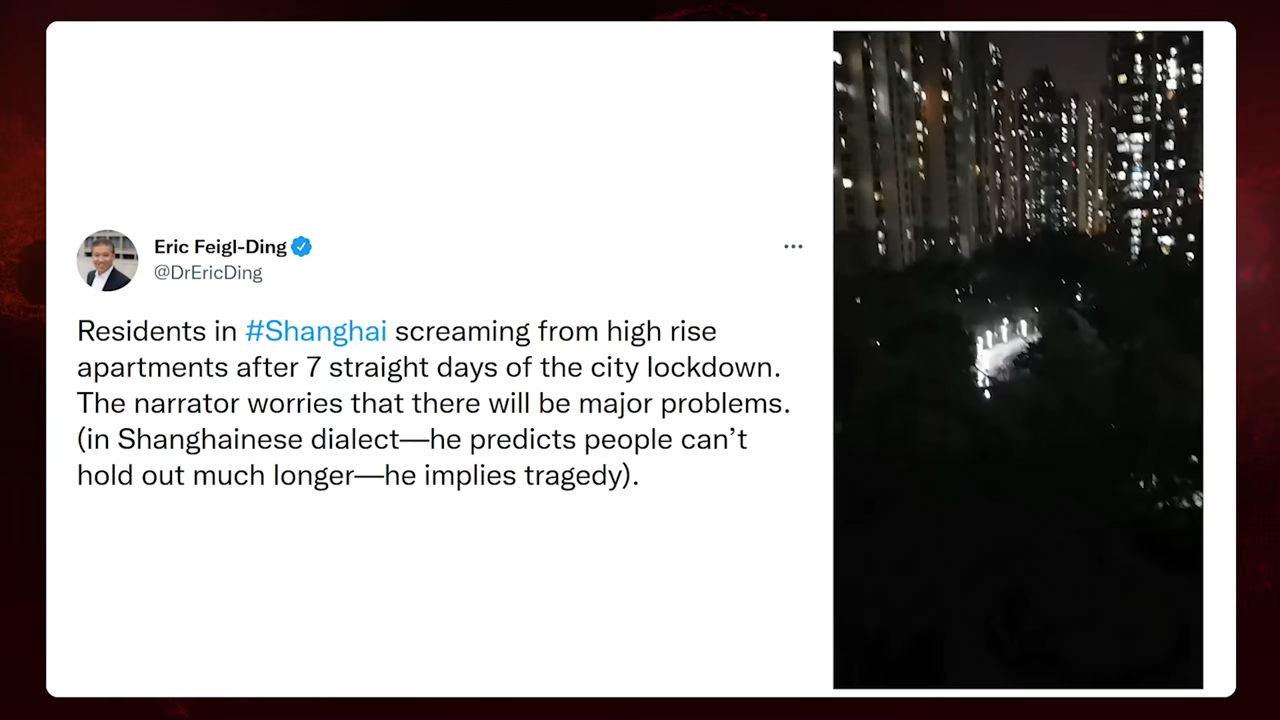 Eric Feigl-Ding
@DrEricDing
Residents in #Shanghai screaming from high rise
apartments after 7 straight days of the city lockdown.
The narrator worries that there will be major problems.
(in Shanghainese dialect—he predicts people can’t
hold out much longer—he implies tragedy).